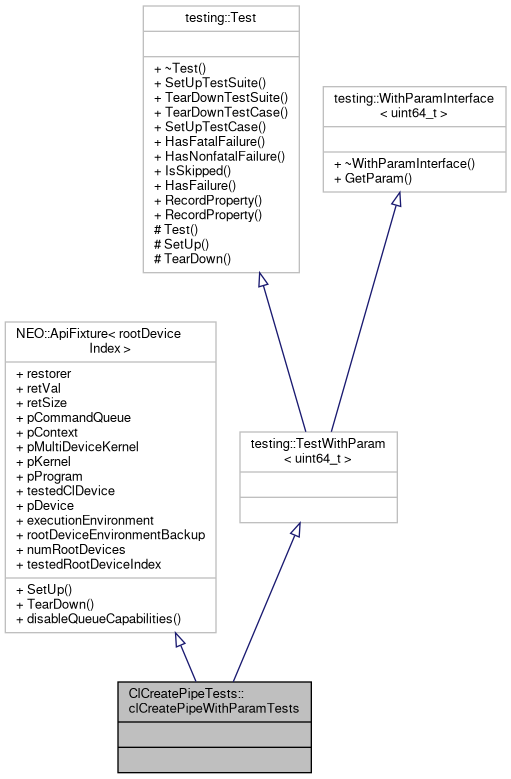 testing::Test
+ ~Test()
+ SetUpTestSuite()
+ TearDownTestSuite()
+ TearDownTestCase()
+ SetUpTestCase()
+ HasFatalFailure()
+ HasNonfatalFailure()
+ IsSkipped()
+ HasFailure()
+ RecordProperty()
+ RecordProperty()
# Test()
# SetUp()
# TearDown()
testing::WithParamInterface
< uint64_t >
+ ~WithParamInterface()
+ GetParam()
NEO::ApiFixture< rootDevice
Index >
+ restorer
+ retVal
+ retSize
+ pCommandQueue
+ pContext
+ pMultiDeviceKernel
+ pKernel
+ pProgram
+ testedClDevice
+ pDevice
+ executionEnvironment
+ rootDeviceEnvironmentBackup
+ numRootDevices
+ testedRootDeviceIndex
+ SetUp()
+ TearDown()
+ disableQueueCapabilities()
testing::TestWithParam
< uint64_t >
ClCreatePipeTests::
clCreatePipeWithParamTests